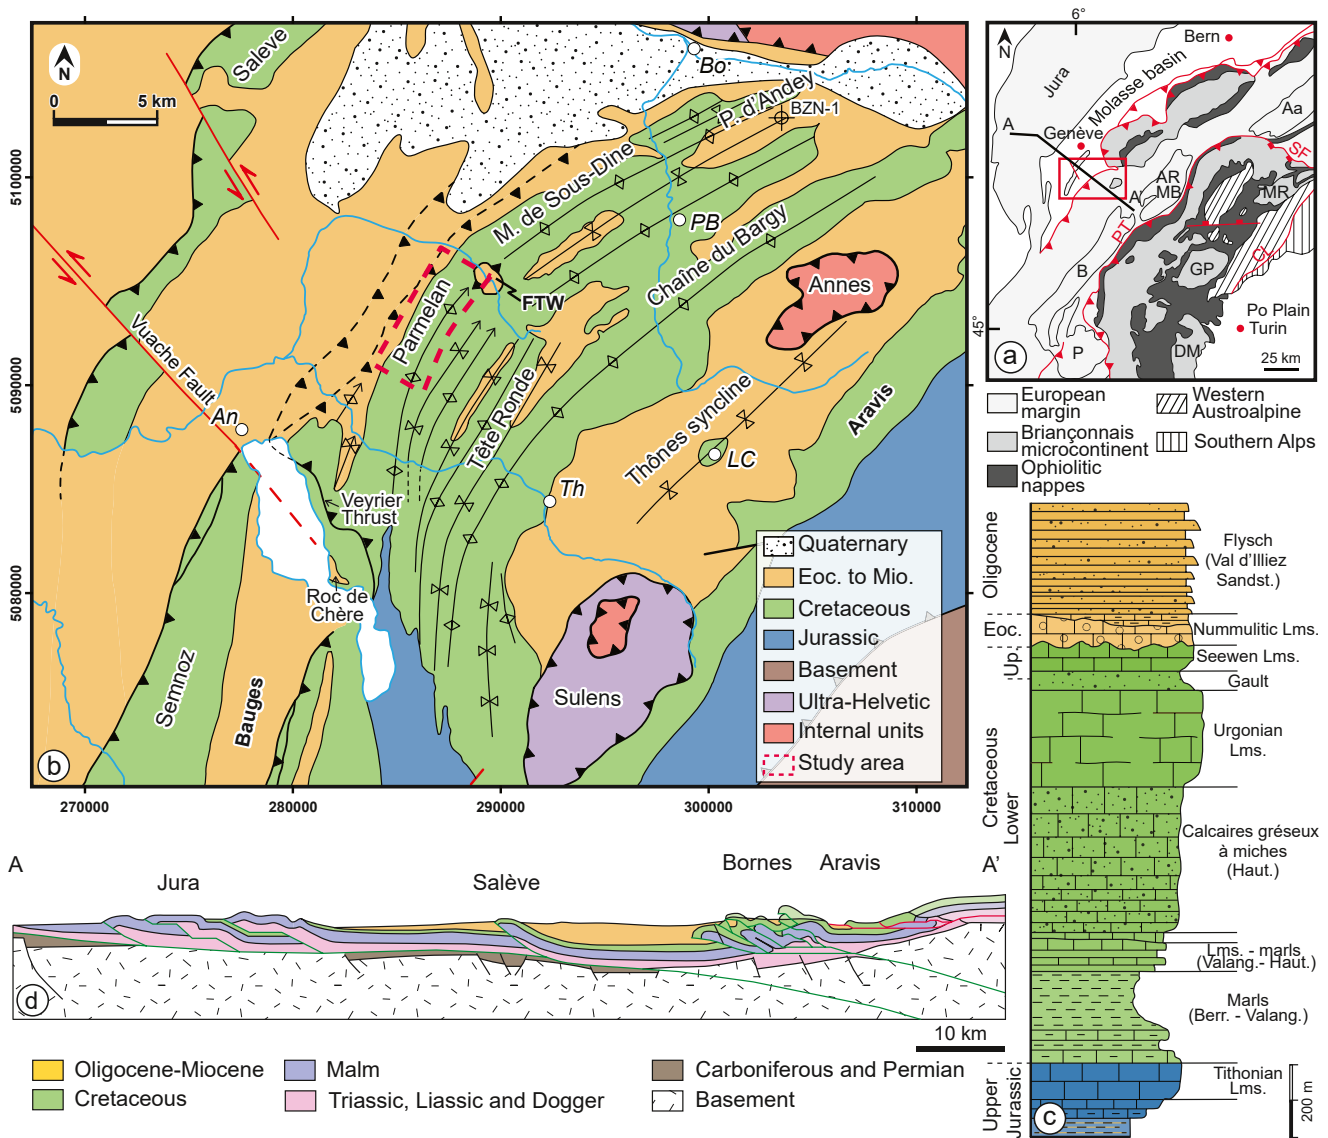 N
0
5 km
Salève
Bo
P. d'Andey
BZN-1
M. de Sous-Dine
PB
Chaîne du Bargy
Annes
FTW
Parmelan
Vuache Fault
An
Tête Ronde
Thônes syncline
LC
Aravis
Th
Veyrier
Thrust
Roc de
Chère
Semnoz
Bauges
Sulens
b
Quaternary
Eoc. to Mio.
Cretaceous
Jurassic
Basement
Ultra-Helvetic
Internal units
Study area
5100000
5090000
5080000
270000
280000
290000
300000
310000
6°
N
Bern
Jura
Molasse basin
Aa
A
Genève
SF
AR
MB
A'
MR
PT
CL
B
GP
Po Plain
Turin
45°
P
DM
a
25 km
European
margin
Briançonnais
microcontinent
Ophiolitic
nappes
Western
Austroalpine
Southern Alps
Oligocene
Eoc.
Up.
Cretaceous
Lower
Upper
Jurassic
Flysch
(Val d'Illiez
Sandst.)
Nummulitic Lms.
Seewen Lms.
Gault
Urgonian
Lms.
Calcaires gréseux
à miches
(Haut.)
Lms. - marls
(Valang.- Haut.)
Marls
(Berr. - Valang.)
Tithonian
Lms.
200 m
c
A
A'
Jura
Salève
Bornes
Aravis
d
10 km
Oligocene-Miocene
Cretaceous
Malm
Triassic, Liassic and Dogger
Carboniferous and Permian
Basement